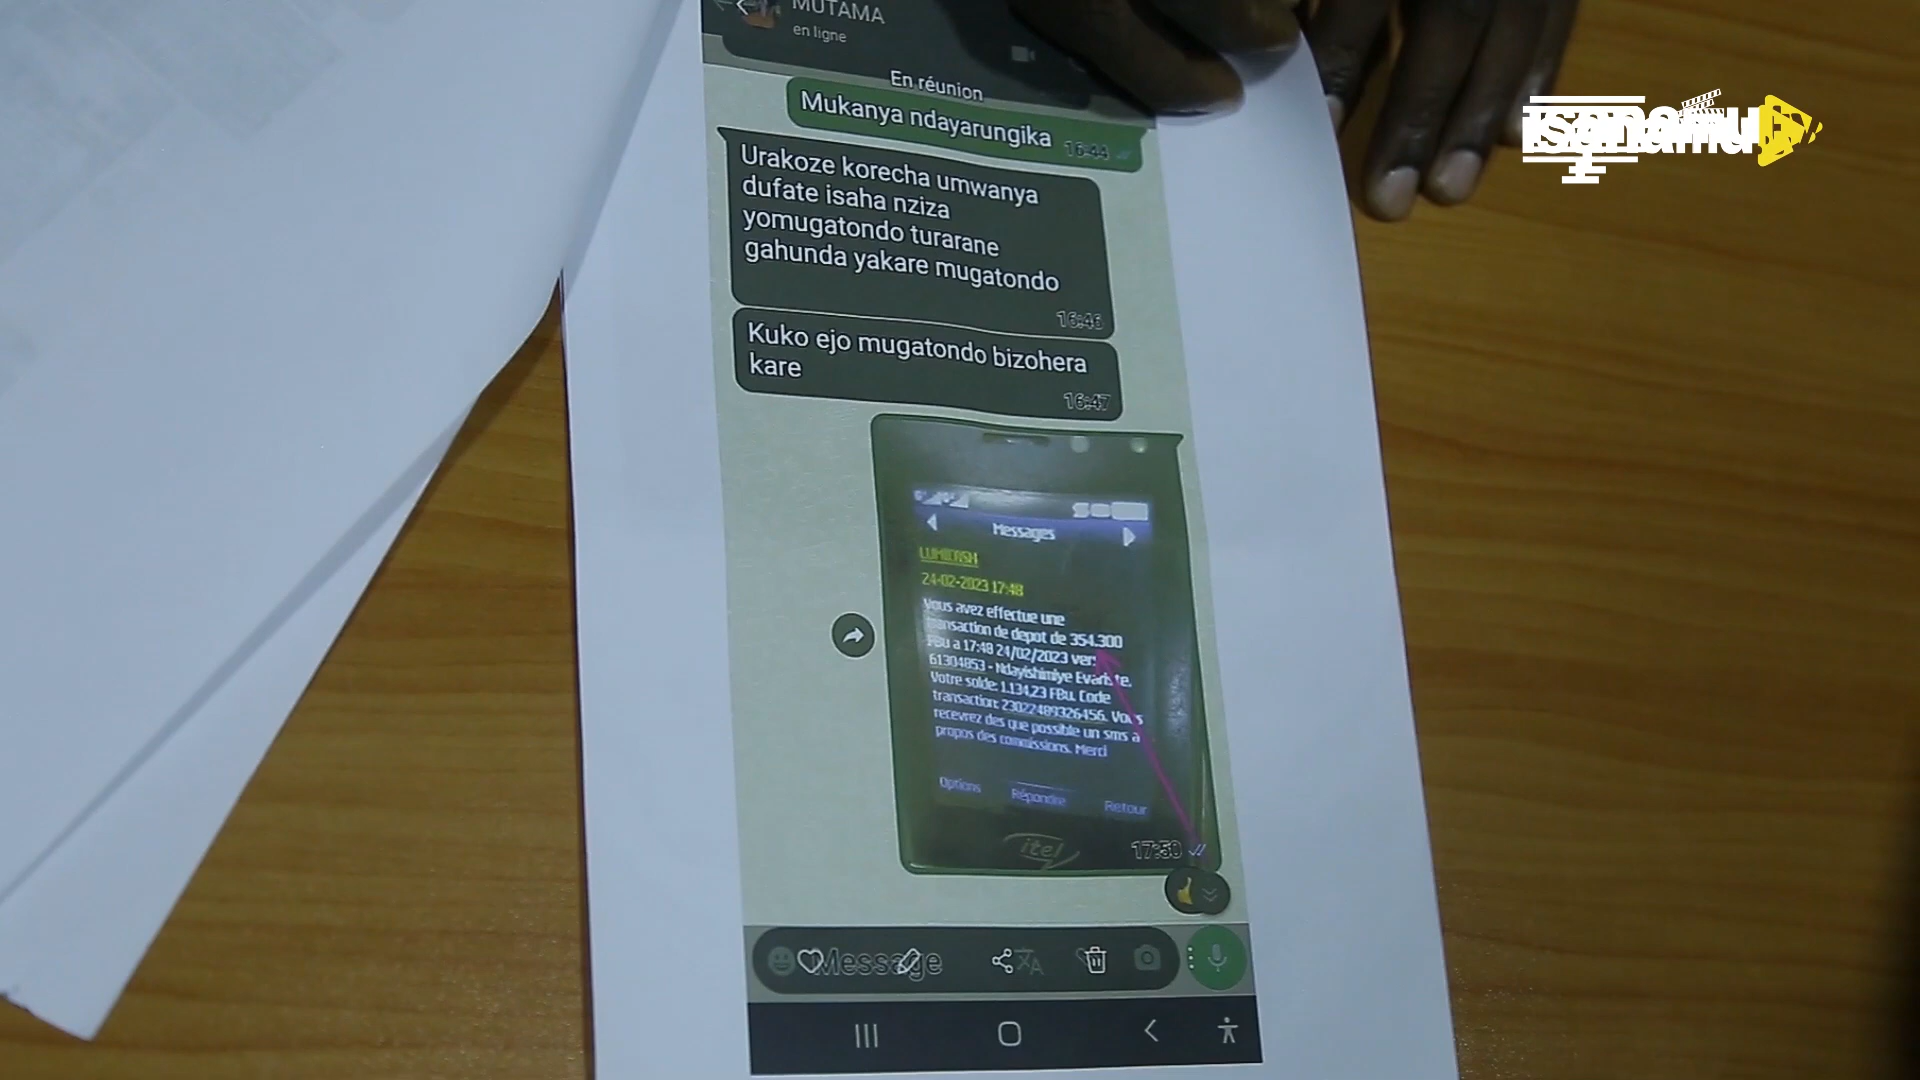 MUTAMA
en ligne
En réunion
Mukanya ndayarungika
16:44
Urakoze korecha umwanya
dufate isaha nziza
yomugatondo turarane
gahunda yakare mugatondo
16:46
Kuko ejo mugatondo bizohera
kare
16:47
Messages
24-02-2023 17:48
Vous avez effectue une
transaction de depot de 354.300
FBu a 17:48 24/02/2023 vers
61304853 - Ndayishimiye Evariste.
Votre solde: 1.134,23 FBu. Code
transaction: 23022489326456. Vous
recevrez des que possible un sms a
propos des commissions. Merci
Options Répondre Retour
itel
17:50
Message
isanamu